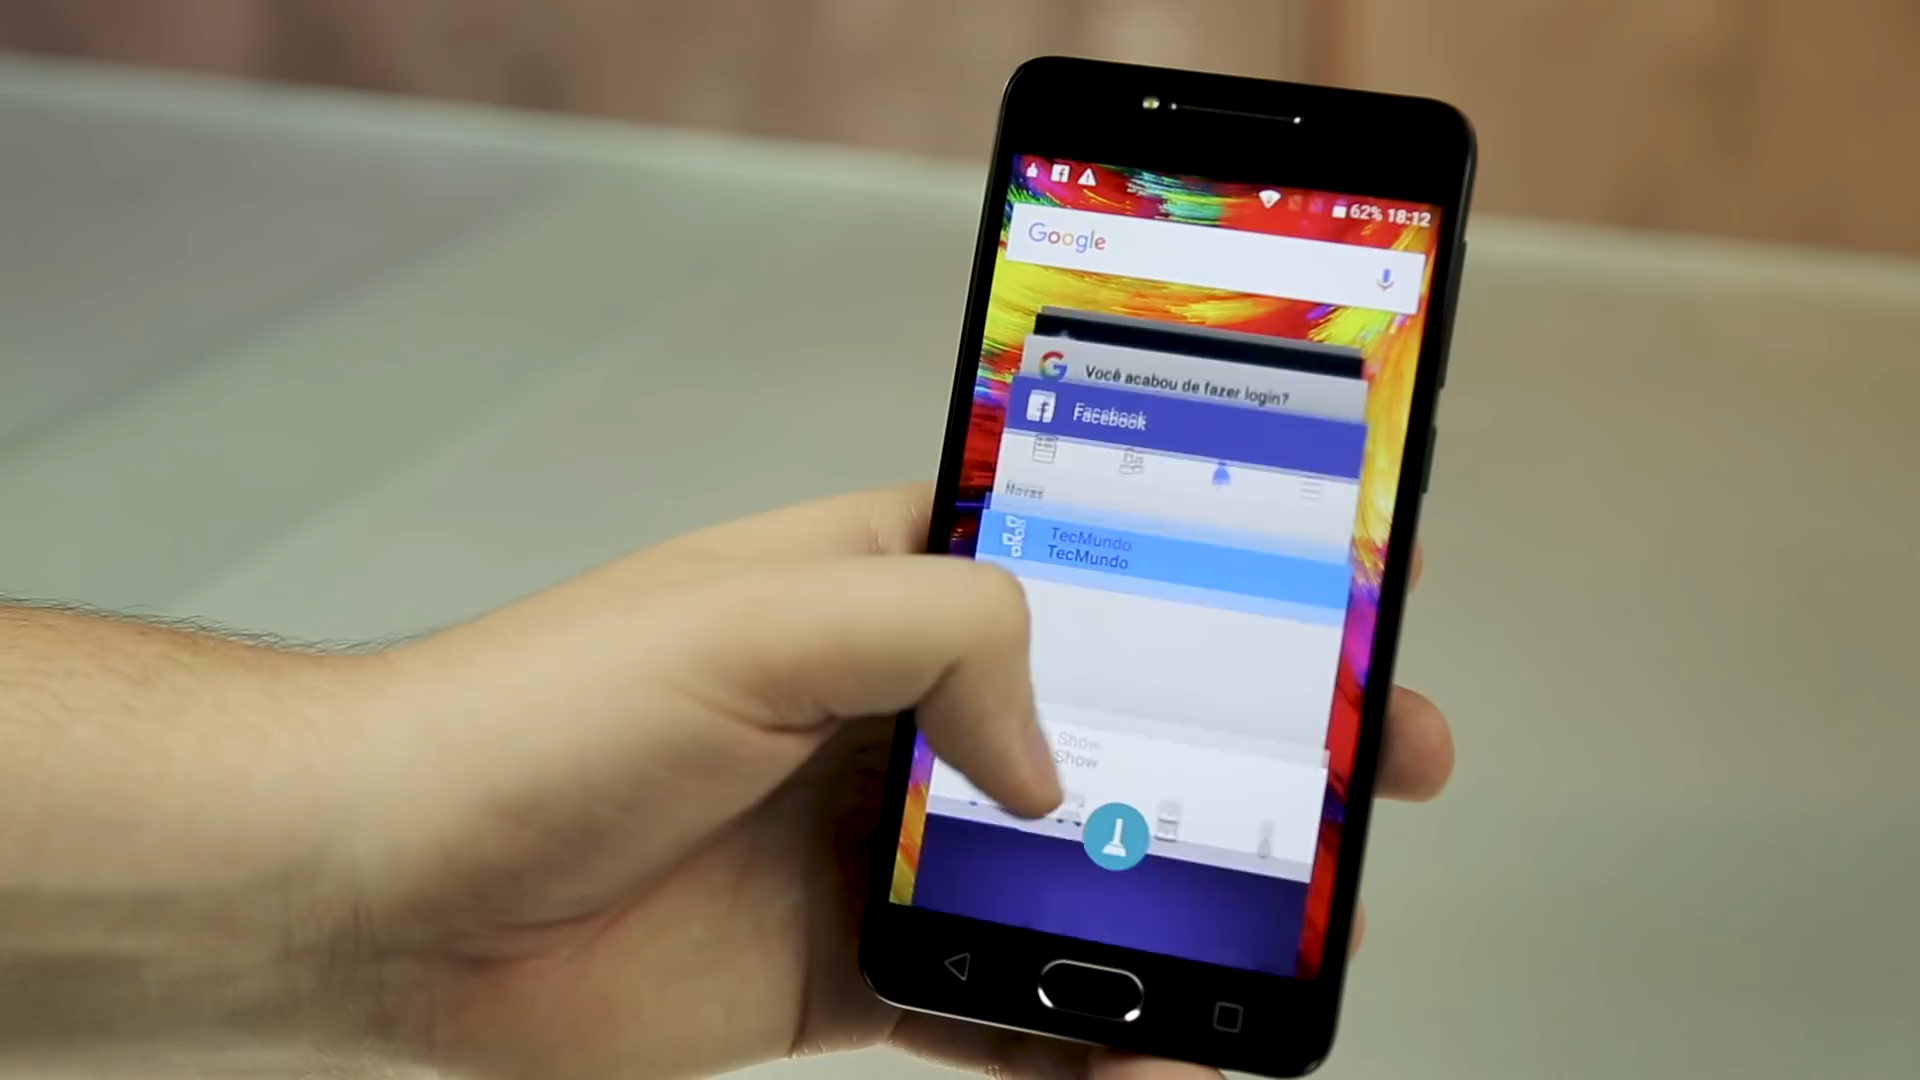 62% 18:12
Google
Você acabou de fazer login?
Facebook
Novas
TecMundo
TecMundo
Show
Show